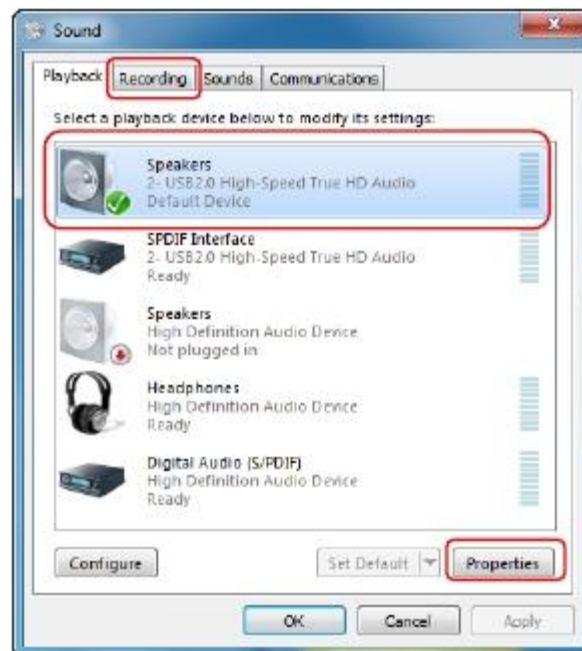 Sound
Playback Recording Sounds Communications
Select a playback device below to modify its settings:
Speakers
2- USB2.0 High-Speed True HD Audio
Default Device
SPDIF Interface
2- USB2.0 High-Speed True HD Audio
Ready
Speakers
High Definition Audio Device
Not plugged in
Headphones
High Definition Audio Device
Ready
Digital Audio (S/PDIF)
High Definition Audio Device
Ready
Configure Set Default Properties
OK Cancel Apply